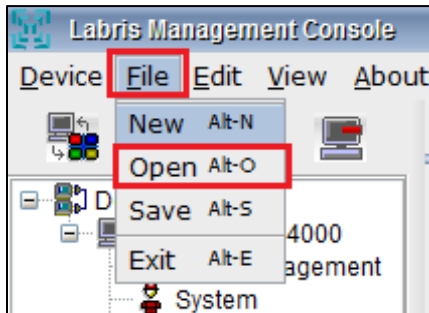 Labris Management Console
Device File Edit View About
New Alt-N
Open Alt-O
D
Save Alt-S
4000
Exit Alt-E
agement
System